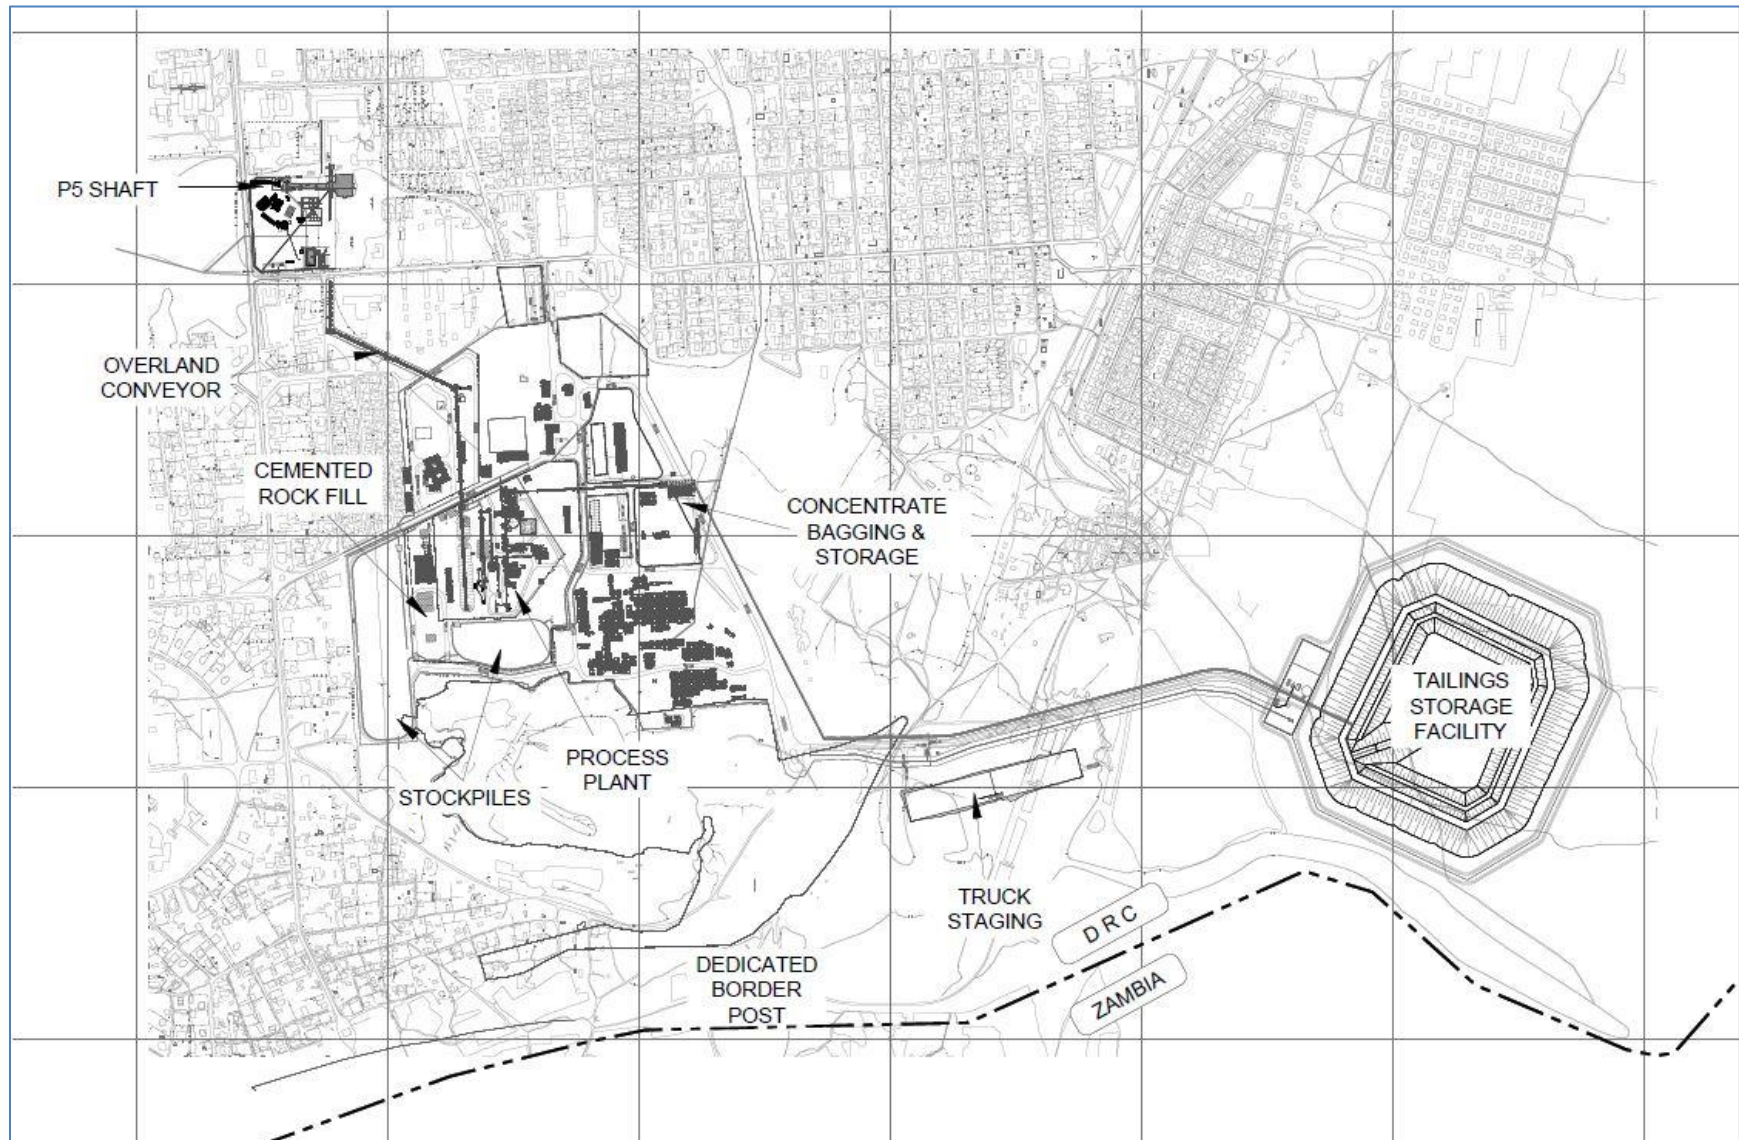 P5 SHAFT
OVERLAND
CONVEYOR
CEMENTED
ROCK FILL
CONCENTRATE
BAGGING &
STORAGE
TAILINGS
STORAGE
FACILITY
PROCESS
PLANT
STOCKPILES
TRUCK
STAGING
D R C
ZAMBIA
DEDICATED
BORDER
POST